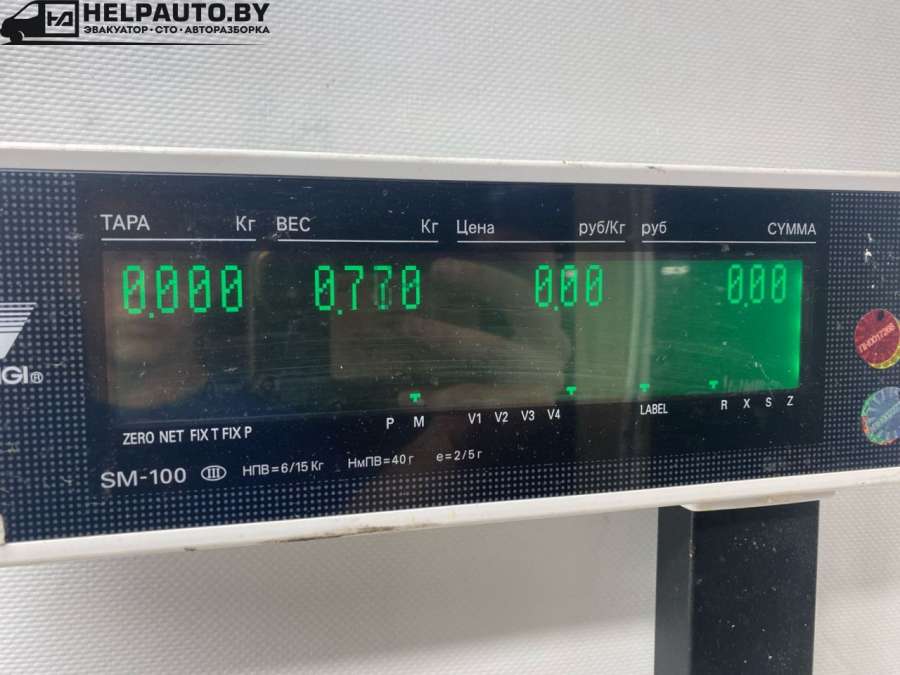 HELPAUTO.BY
ЭВАКУАТОР · СТО · АВТОРАЗБОРКА
ТАРА Кг ВЕС Кг Цена руб/Кг руб СУММА
0.000 0.770 0.00 0.00
GI®
P M V1 V2 V3 V4 LABEL R X S Z
ZERO NET FIX T FIX P
SM-100 III НПВ=6/15 Кг НмПВ=40 г e=2/5 г